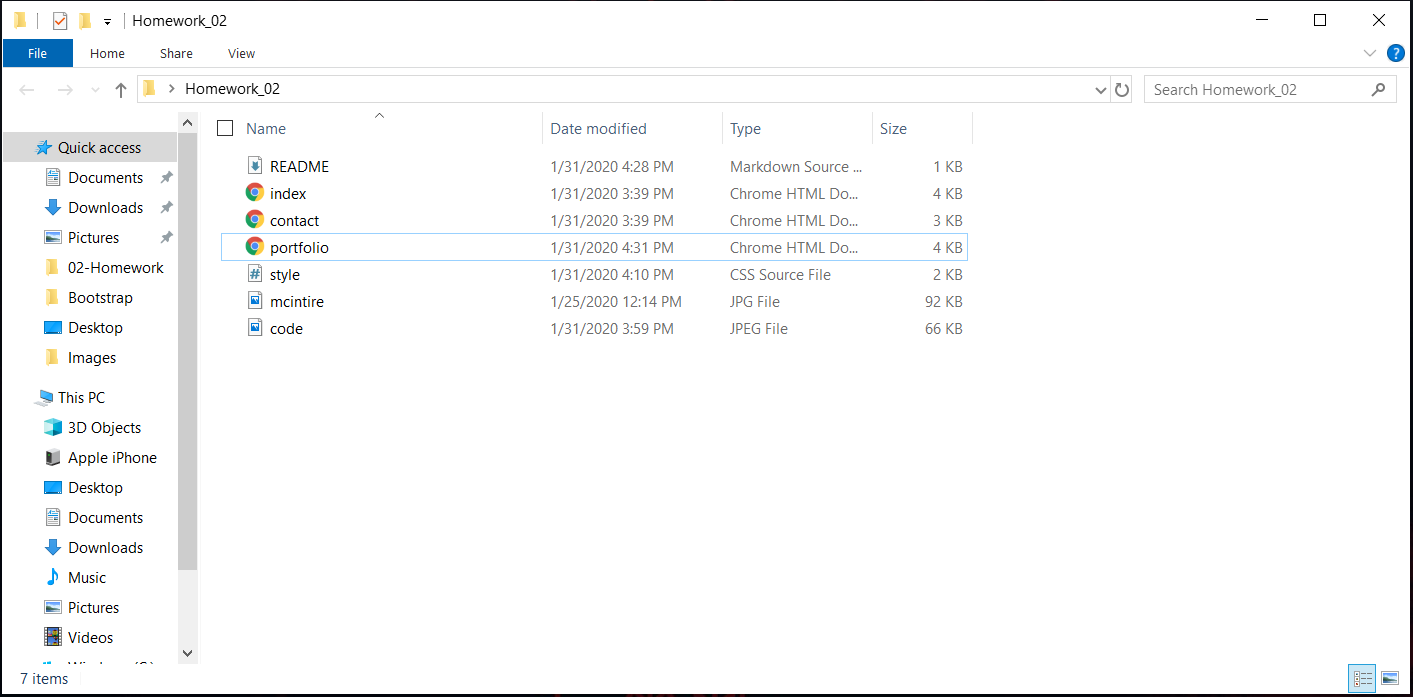 Homework_02
File Home Share View
Homework_02 Search Homework_02
Name Date modified Type Size
Quick access
Documents
Downloads
Pictures
02-Homework
Bootstrap
Desktop
Images
This PC
3D Objects
Apple iPhone
Desktop
Documents
Downloads
Music
Pictures
Videos
README 1/31/2020 4:28 PM Markdown Source ... 1 KB
index 1/31/2020 3:39 PM Chrome HTML Do... 4 KB
contact 1/31/2020 3:39 PM Chrome HTML Do... 3 KB
portfolio 1/31/2020 4:31 PM Chrome HTML Do... 4 KB
style 1/31/2020 4:10 PM CSS Source File 2 KB
mcintire 1/25/2020 12:14 PM JPG File 92 KB
code 1/31/2020 3:59 PM JPEG File 66 KB
7 items